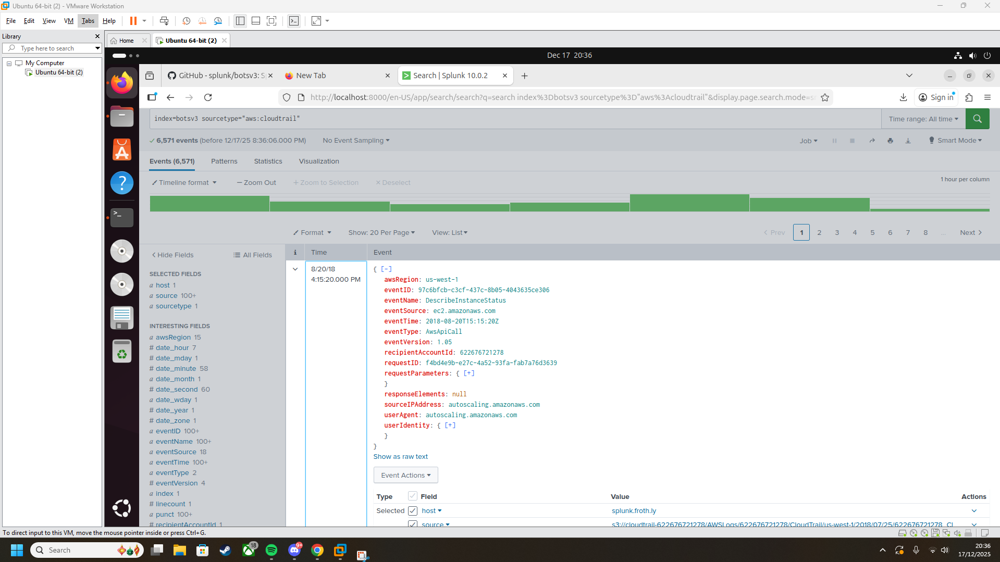 Ubuntu 64-bit (2) - VMware Workstation
File Edit View VM Tabs Help
Library
Type here to search
My Computer
Ubuntu 64-bit (2)
Home
Ubuntu 64-bit (2)
Dec 17 20:36
GitHub - splunk/botsv3: S
New Tab
Search | Splunk 10.0.2
http://localhost:8000/en-US/app/search/search?q=search index%3Dbotsv3 sourcetype%3D"aws%3Acloudtrail"&display.page.search.mode=sm
Sign in
index=botsv3 sourcetype="aws:cloudtrail"
Time range: All time
6,571 events (before 12/17/25 8:36:06.000 PM)
No Event Sampling
Job
Smart Mode
Events (6,571) Patterns Statistics Visualization
Timeline format
Zoom Out
+ Zoom to Selection
× Deselect
1 hour per column
Format
Show: 20 Per Page
View: List
< Prev 1 2 3 4 5 6 7 8 ... Next >
< Hide Fields
All Fields
i Time Event
SELECTED FIELDS
a host 1
a source 100+
a sourcetype 1
INTERESTING FIELDS
a awsRegion 15
# date_hour 7
# date_mday 1
# date_minute 58
a date_month 1
# date_second 60
a date_wday 1
# date_year 1
# date_zone 1
a eventID 100+
a eventName 100+
a eventSource 18
a eventTime 100+
a eventType 2
# eventVersion 4
a index 1
# linecount 1
a punct 100+
# recipientAccountId 1
8/20/18
4:15:20.000 PM
{ [-]
awsRegion: us-west-1
eventID: 97c6bfcb-c3cf-437c-8b05-4043635ce306
eventName: DescribeInstanceStatus
eventSource: ec2.amazonaws.com
eventTime: 2018-08-20T15:15:20Z
eventType: AwsApiCall
eventVersion: 1.05
recipientAccountId: 622676721278
requestID: f4bd4e9b-e27c-4a52-93fa-fab7a76d3639
requestParameters: { [+]
}
responseElements: null
sourceIPAddress: autoscaling.amazonaws.com
userAgent: autoscaling.amazonaws.com
userIdentity: { [+]
}
}
Show as raw text
Event Actions
Type Field Value Actions
Selected host splunk.froth.ly
source s3://cloudtrail-622676721278/AWSLogs/622676721278/CloudTrail/us-west-1/2018/07/25/622676721278_Cl
To direct input to this VM, move the mouse pointer inside or press Ctrl+G.
Search
18
9+
20:36
17/12/2025